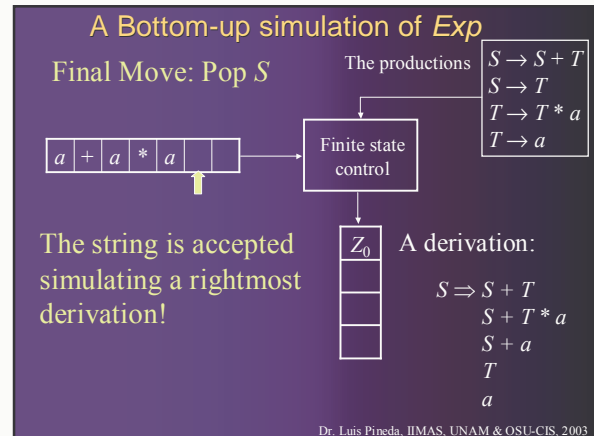 A Bottom-up simulation of Exp
Final Move: Pop S
The productions
S → S + T
S → T
T → T * a
T → a
a + a * a
Finite state
control
The string is accepted
simulating a rightmost
derivation!
Z0
A derivation:
S ⇒ S + T
S + T * a
S + a
T
a
Dr. Luis Pineda, IIMAS, UNAM & OSU-CIS, 2003